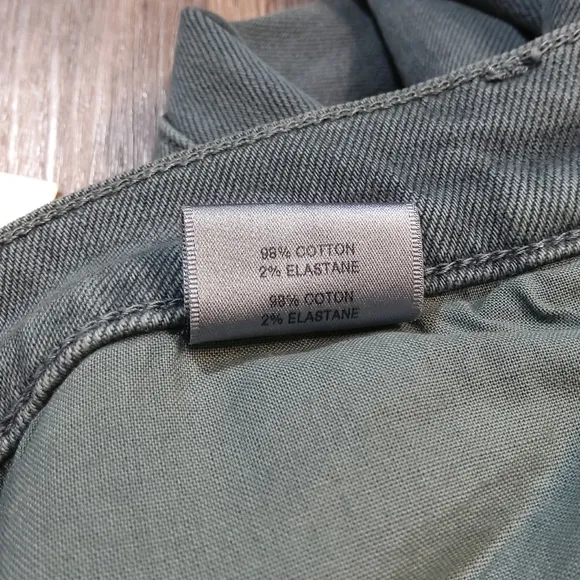 98% COTTON
2% ELASTANE
98% COTON
2% ELASTANE